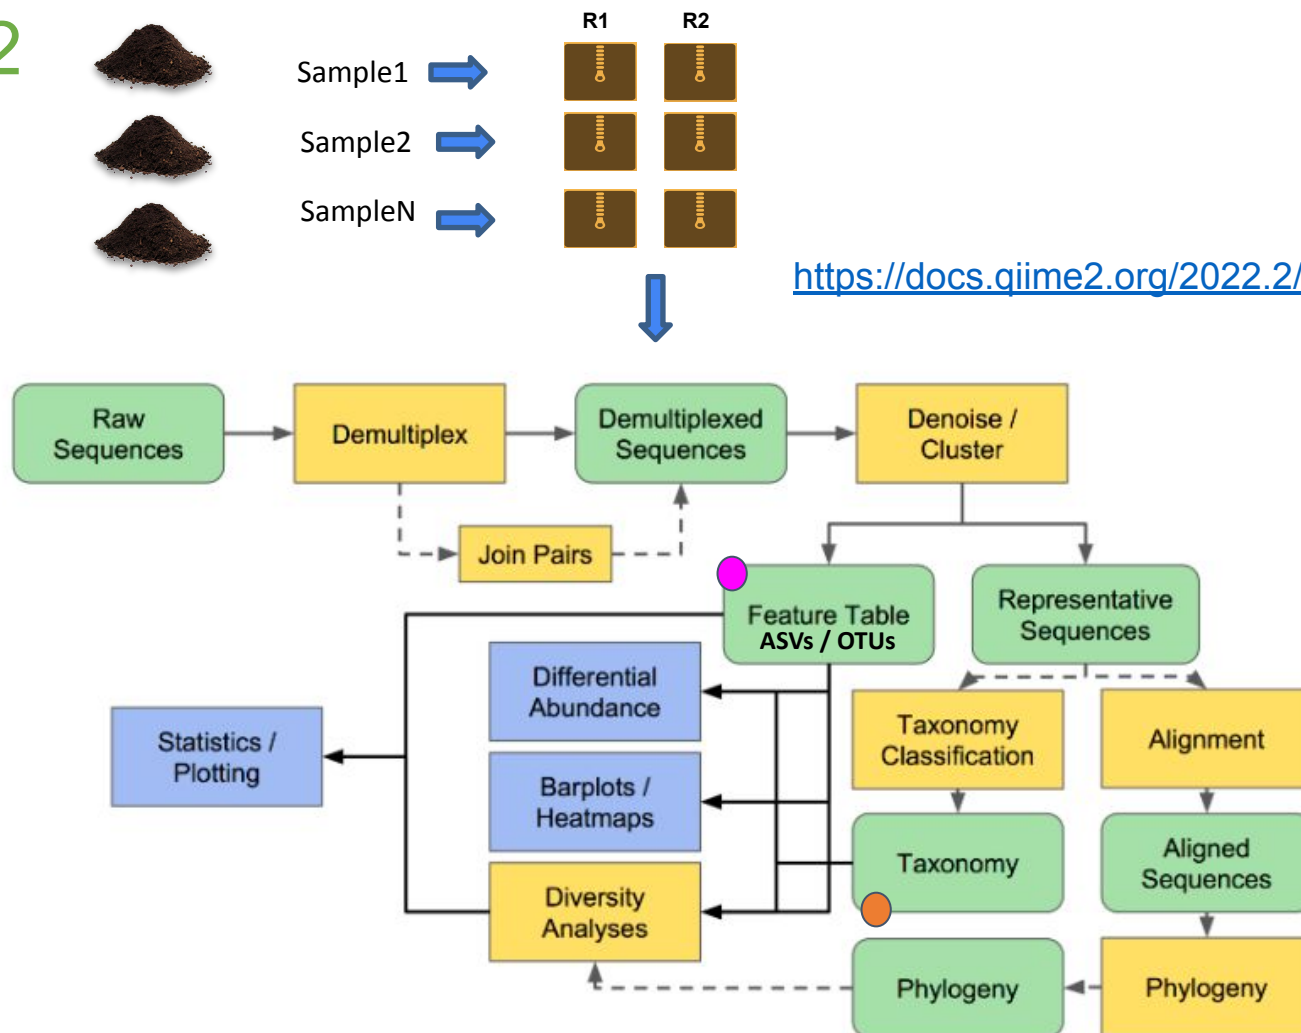 2
R1 R2
Sample1
Sample2
SampleN
https://docs.qiime2.org/2022.2/
Raw
Sequences
Demultiplex
Demultiplexed
Sequences
Denoise /
Cluster
Join Pairs
Feature Table
ASVs / OTUs
Representative
Sequences
Differential
Abundance
Statistics /
Plotting
Taxonomy
Classification
Alignment
Barplots /
Heatmaps
Taxonomy
Aligned
Sequences
Diversity
Analyses
Phylogeny
Phylogeny